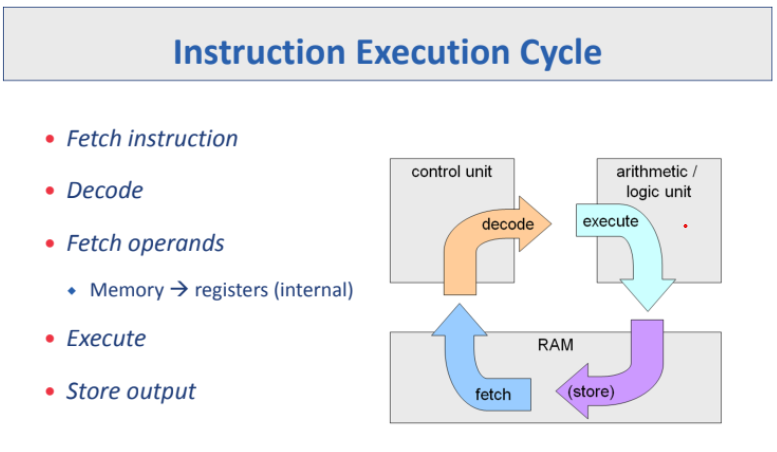 Instruction Execution Cycle
• Fetch instruction
• Decode
• Fetch operands
◆ Memory → registers (internal)
• Execute
• Store output
control unit
arithmetic /
logic unit
decode
execute
RAM
fetch
(store)